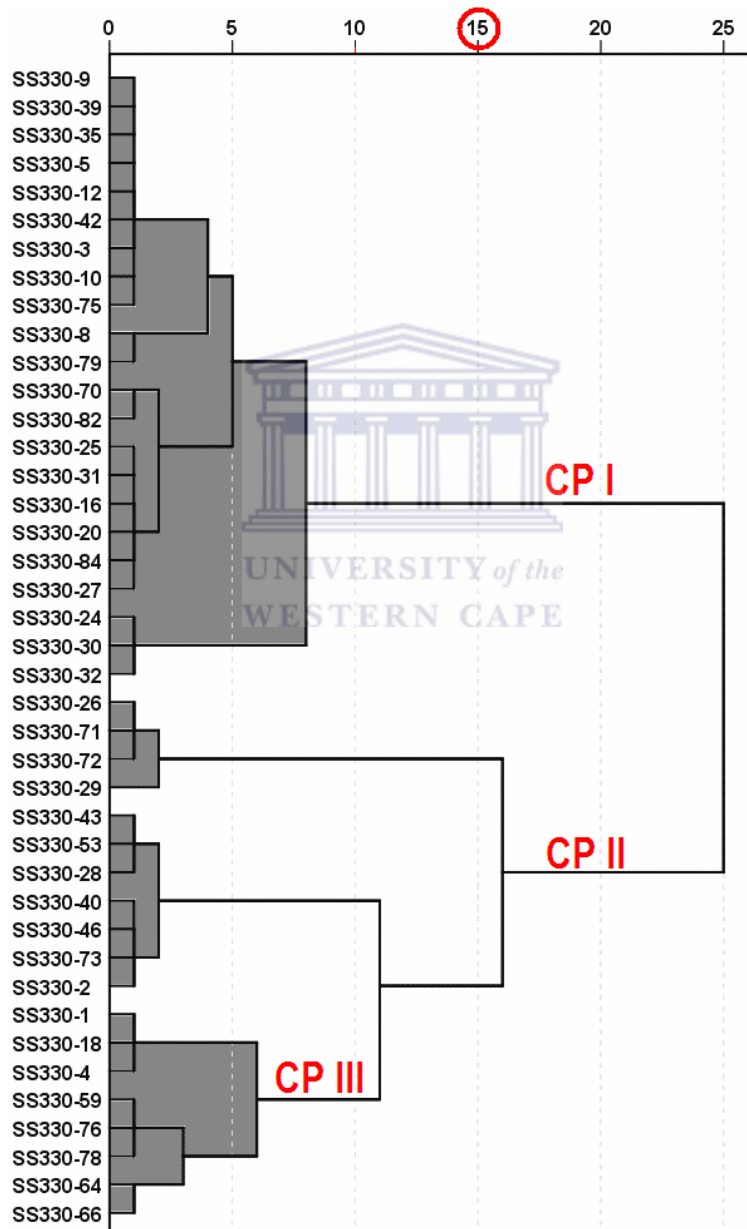 0 5 10 15 20 25
SS330-9
SS330-39
SS330-35
SS330-5
SS330-12
SS330-42
SS330-3
SS330-10
SS330-75
SS330-8
SS330-79
SS330-70
SS330-82
SS330-25
SS330-31
CP I
SS330-16
SS330-20
SS330-84
UNIVERSITY of the
SS330-27
WESTERN CAPE
SS330-24
SS330-30
SS330-32
SS330-26
SS330-71
SS330-72
SS330-29
SS330-43
SS330-53
CP II
SS330-28
SS330-40
SS330-46
SS330-73
SS330-2
SS330-1
SS330-18
SS330-4
CP III
SS330-59
SS330-76
SS330-78
SS330-64
SS330-66